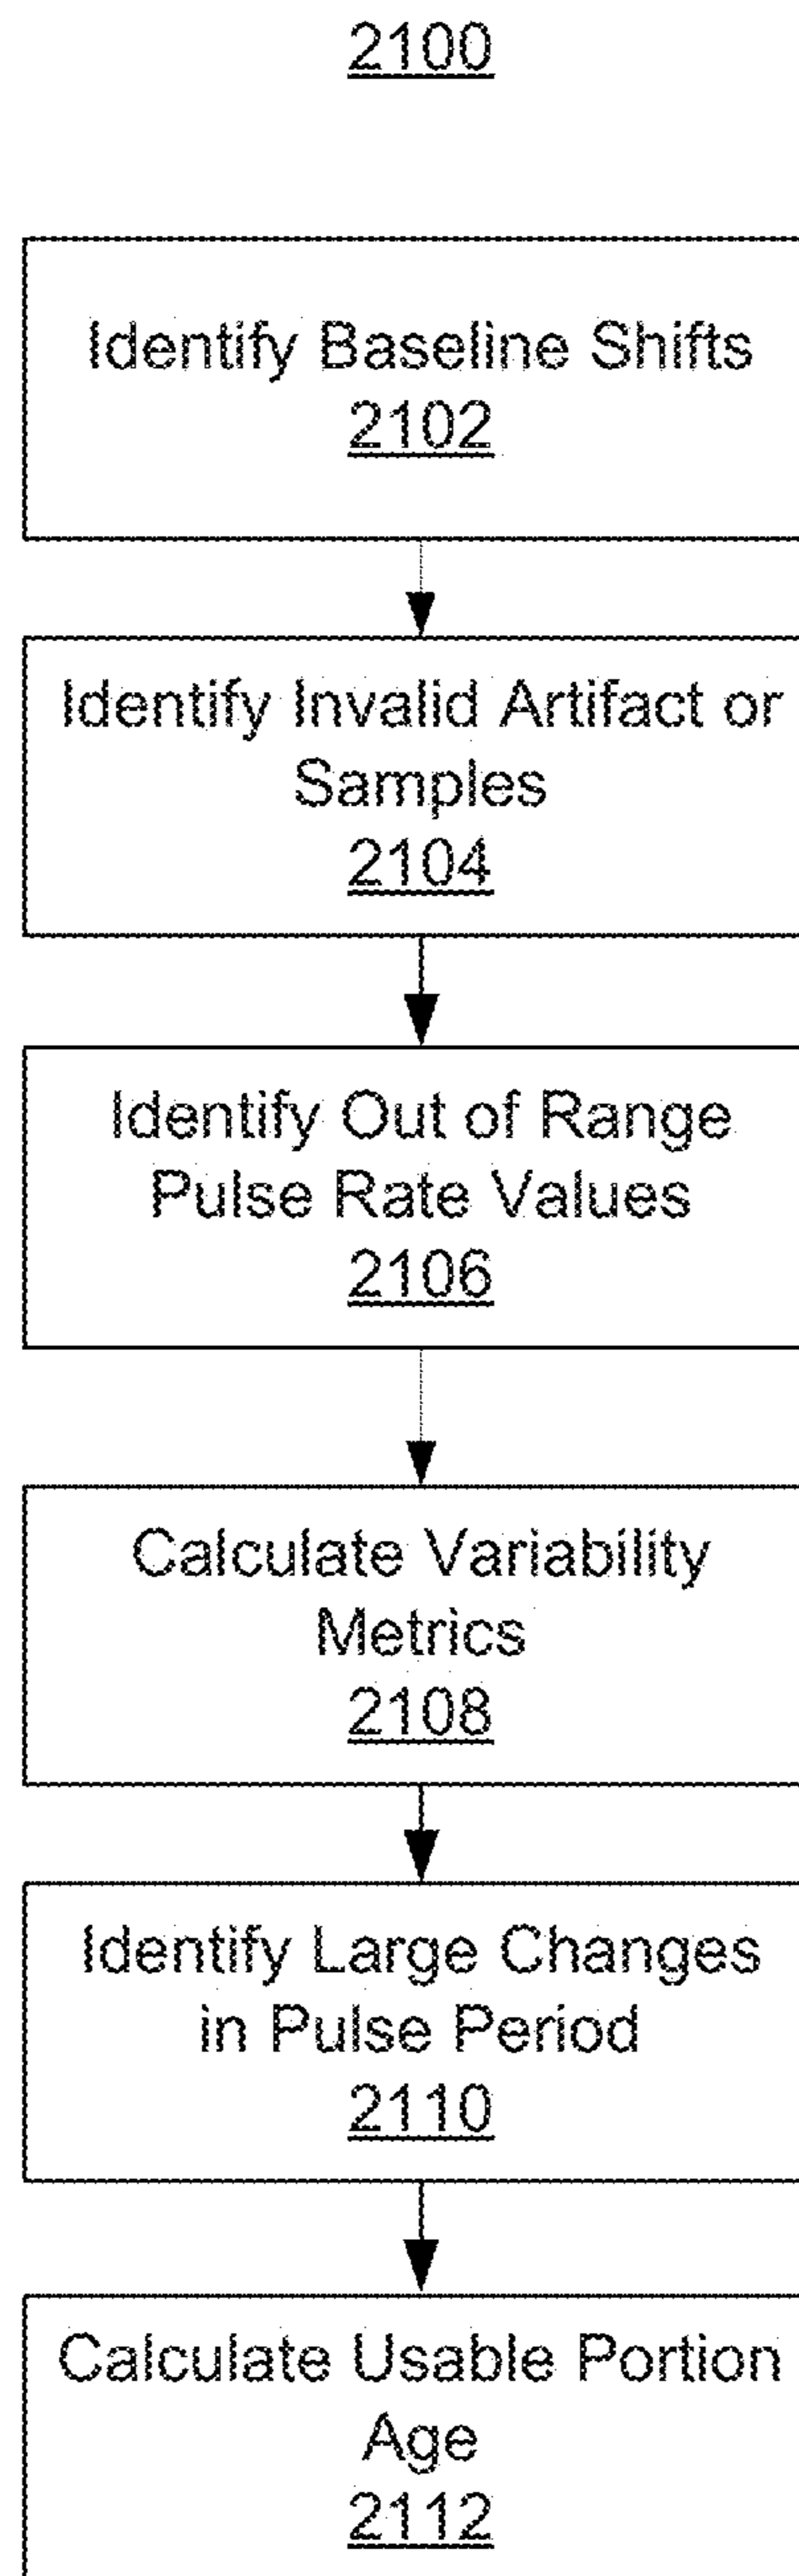 2100
Identify Baseline Shifts
2102
Identify Invalid Artifact or
Samples
2104
Identify Out of Range
Pulse Rate Values
2106
Calculate Variability
Metrics
2108
Identify Large Changes
in Pulse Period
2110
Calculate Usable Portion
Age
2112